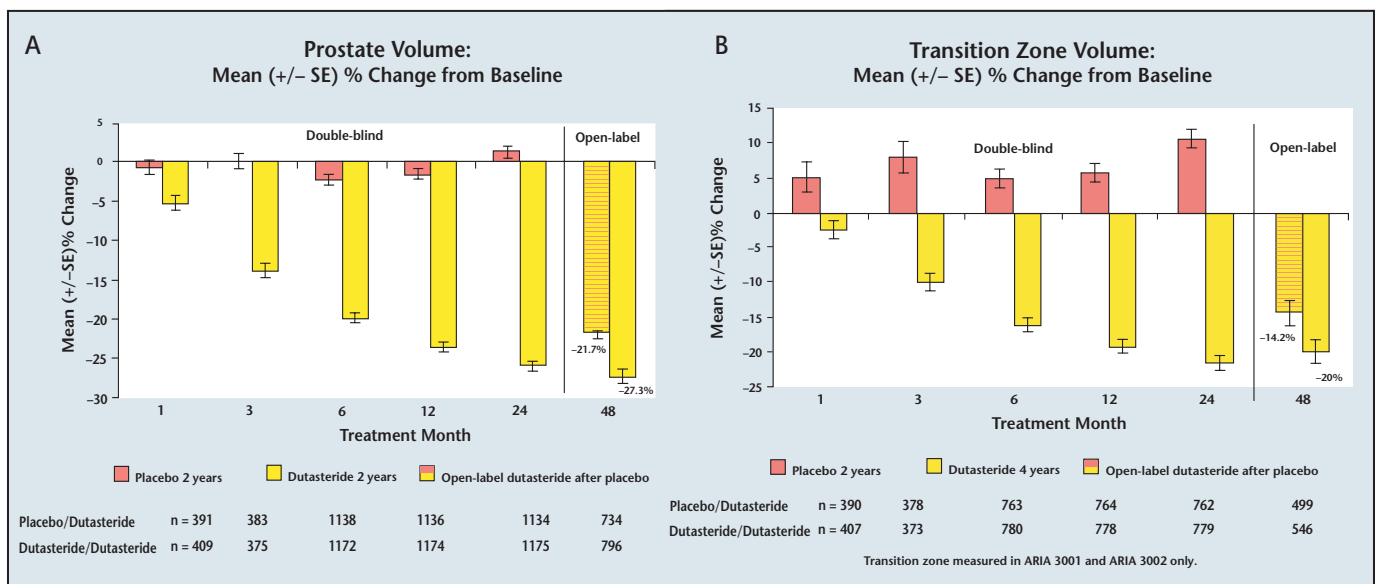 A
Prostate Volume:
Mean (+/– SE) % Change from Baseline
Mean (+/–SE)% Change
5
0
–5
–10
–15
–20
–25
–30
Double-blind
Open-label
–21.7%
–27.3%
1 3 6 12 24 48
Treatment Month
Placebo 2 years Dutasteride 2 years Open-label dutasteride after placebo
Placebo/Dutasteride n = 391 383 1138 1136 1134 734
Dutasteride/Dutasteride n = 409 375 1172 1174 1175 796
B
Transition Zone Volume:
Mean (+/– SE) % Change from Baseline
Mean (+/–SE)% Change
15
10
5
0
–5
–10
–15
–20
–25
Double-blind
Open-label
–14.2%
–20%
1 3 6 12 24 48
Treatment Month
Placebo 2 years Dutasteride 4 years Open-label dutasteride after placebo
Placebo/Dutasteride n = 390 378 763 764 762 499
Dutasteride/Dutasteride n = 407 373 780 778 779 546
Transition zone measured in ARIA 3001 and ARIA 3002 only.